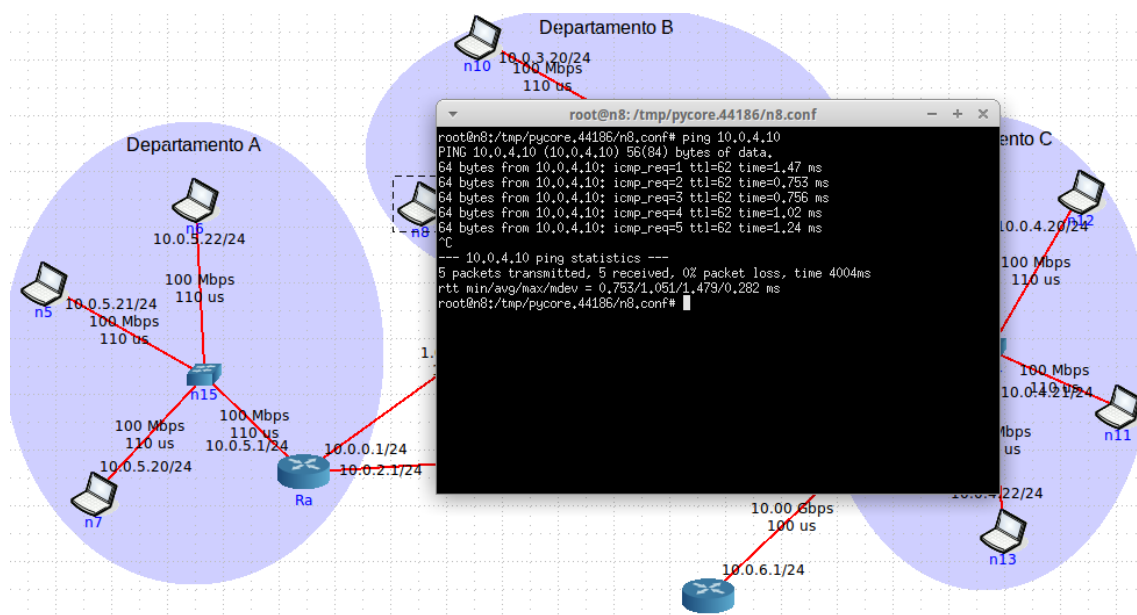 Departamento B
10.0.3.20/24
n10
100 Mbps
110 us
root@n8: /tmp/pycore.44186/n8.conf
root@n8:/tmp/pycore.44186/n8.conf# ping 10.0.4.10
PING 10.0.4.10 (10.0.4.10) 56(84) bytes of data.
64 bytes from 10.0.4.10: icmp_req=1 ttl=62 time=1.47 ms
64 bytes from 10.0.4.10: icmp_req=2 ttl=62 time=0.753 ms
64 bytes from 10.0.4.10: icmp_req=3 ttl=62 time=0.756 ms
64 bytes from 10.0.4.10: icmp_req=4 ttl=62 time=1.02 ms
64 bytes from 10.0.4.10: icmp_req=5 ttl=62 time=1.24 ms
^C
--- 10.0.4.10 ping statistics ---
5 packets transmitted, 5 received, 0% packet loss, time 4004ms
rtt min/avg/max/mdev = 0.753/1.051/1.479/0.282 ms
root@n8:/tmp/pycore.44186/n8.conf#
Departamento A
n6
10.0.5.22/24
100 Mbps
110 us
n5
10.0.5.21/24
100 Mbps
110 us
n15
100 Mbps
110 us
10.0.5.20/24
n7
100 Mbps
110 us
10.0.5.1/24
10.0.0.1/24
10.0.2.1/24
Ra
n8
1.
ento C
n12
10.0.4.20/24
100 Mbps
110 us
100 Mbps
110 us
10.0.4.21/24
n11
Mbps
us
10.0.4.22/24
n13
10.00 Gbps
100 us
10.0.6.1/24